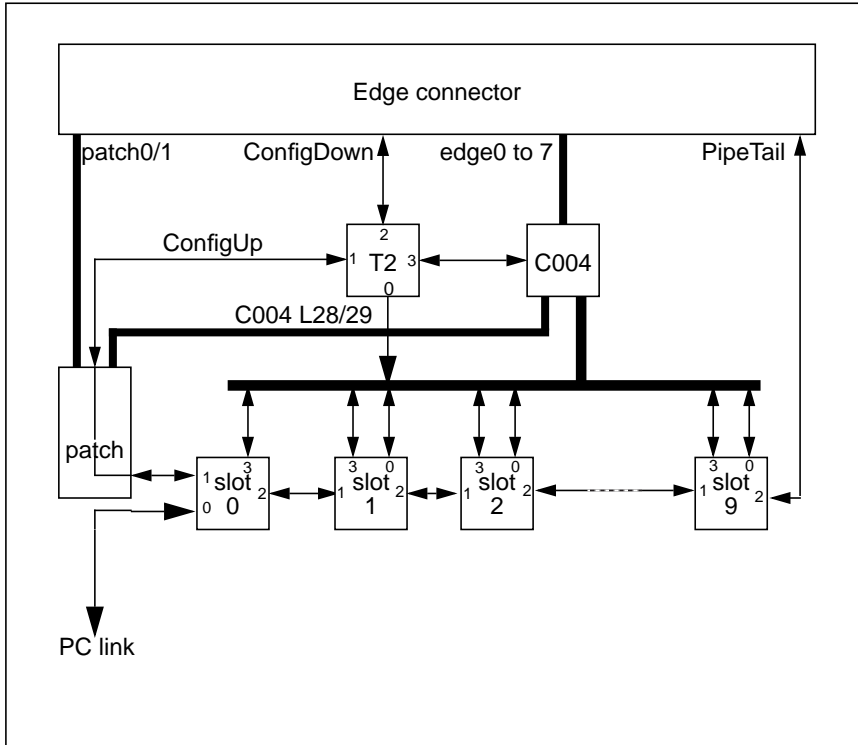 Edge connector
patch0/1
ConfigDown
edge0 to 7
PipeTail
ConfigUp
2
1 T2 3
0
C004
C004 L28/29
patch
3
1 slot 2
0 0
3 0
1 slot 2
1
3 0
1 slot 2
2
3 0
1 slot 2
9
PC link